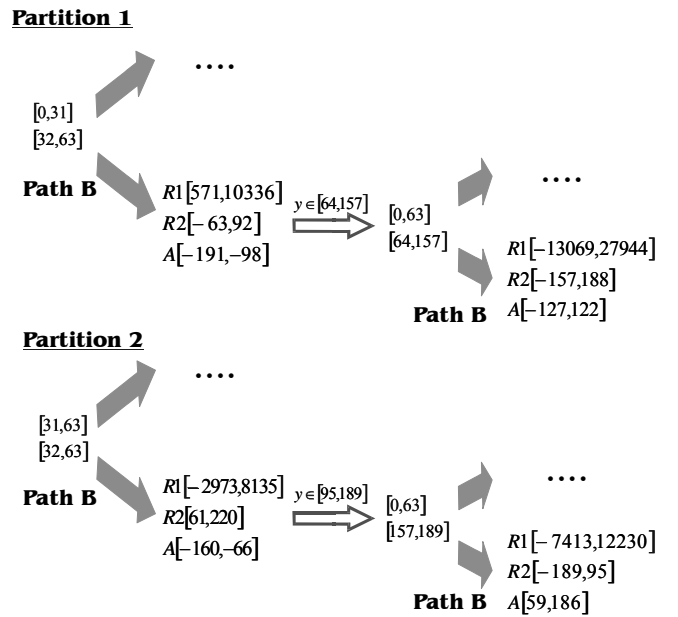 Partition 1
....
[0,31]
[32,63]
Path B
R1[571,10336]
R2[-63,92]
A[-191,-98]
y∈[64,157]
[0,63]
[64,157]
....
Path B
R1[-13069,27944]
R2[-157,188]
A[-127,122]
Partition 2
....
[31,63]
[32,63]
Path B
R1[-2973,8135]
R2[61,220]
A[-160,-66]
y∈[95,189]
[0,63]
[157,189]
....
Path B
R1[-7413,12230]
R2[-189,95]
A[59,186]